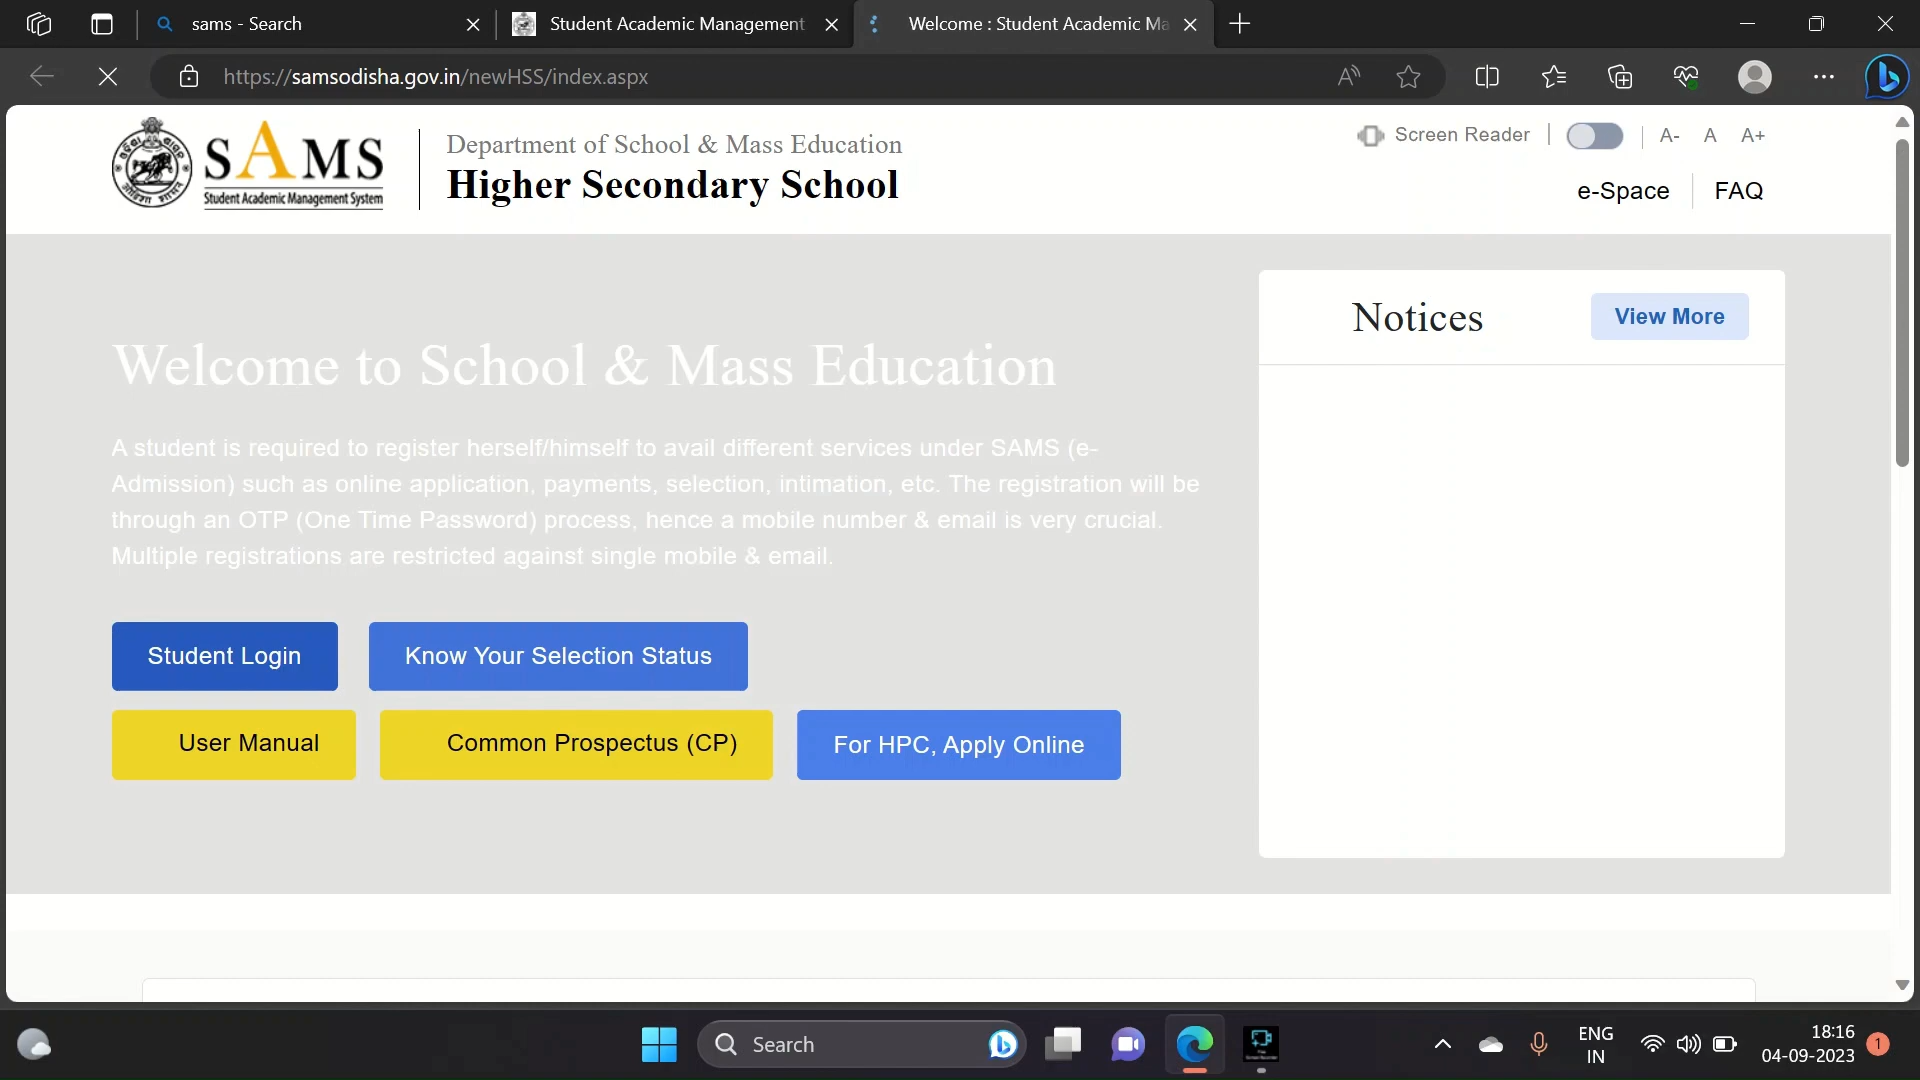 sams - Search
Student Academic Management
Welcome : Student Academic Ma
https://samsodisha.gov.in/newHSS/index.aspx
SAMS
Student Academic Management System
Department of School & Mass Education
Higher Secondary School
Screen Reader
A-
A
A+
e-Space
FAQ
Welcome to School & Mass Education
A student is required to register herself/himself to avail different services under SAMS (e-
Admission) such as online application, payments, selection, intimation, etc. The registration will be
through an OTP (One Time Password) process, hence a mobile number & email is very crucial.
Multiple registrations are restricted against single mobile & email.
Notices
View More
Student Login
Know Your Selection Status
User Manual
Common Prospectus (CP)
For HPC, Apply Online
Search
ENG
IN
18:16
04-09-2023
1